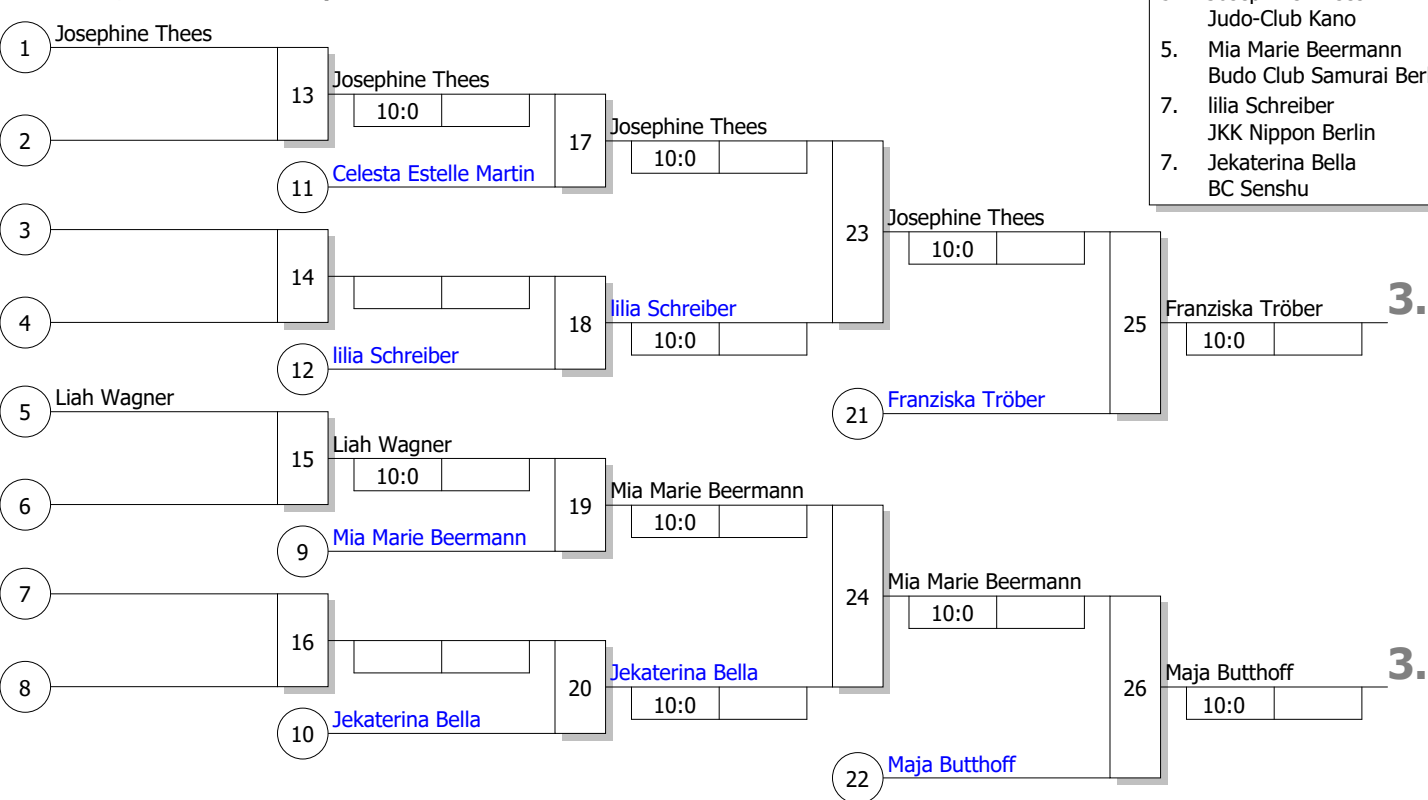 Judo-Club Kano
5. Mia Marie Beermann
Budo Club Samurai Ber
7. lilia Schreiber
JKK Nippon Berlin
7. Jekaterina Bella
BC Senshu
1 Josephine Thees
13 Josephine Thees
10:0
2
17 Josephine Thees
10:0
11 Celesta Estelle Martin
3
23 Josephine Thees
10:0
14
4
18 lilia Schreiber
10:0
12 lilia Schreiber
25 Franziska Tröber 3.
10:0
5 Liah Wagner
21 Franziska Tröber
15 Liah Wagner
10:0
6
19 Mia Marie Beermann
10:0
9 Mia Marie Beermann
7
24 Mia Marie Beermann
10:0
16
8
20 Jekaterina Bella
10:0
10 Jekaterina Bella
26 Maja Butthoff 3.
10:0
22 Maja Butthoff